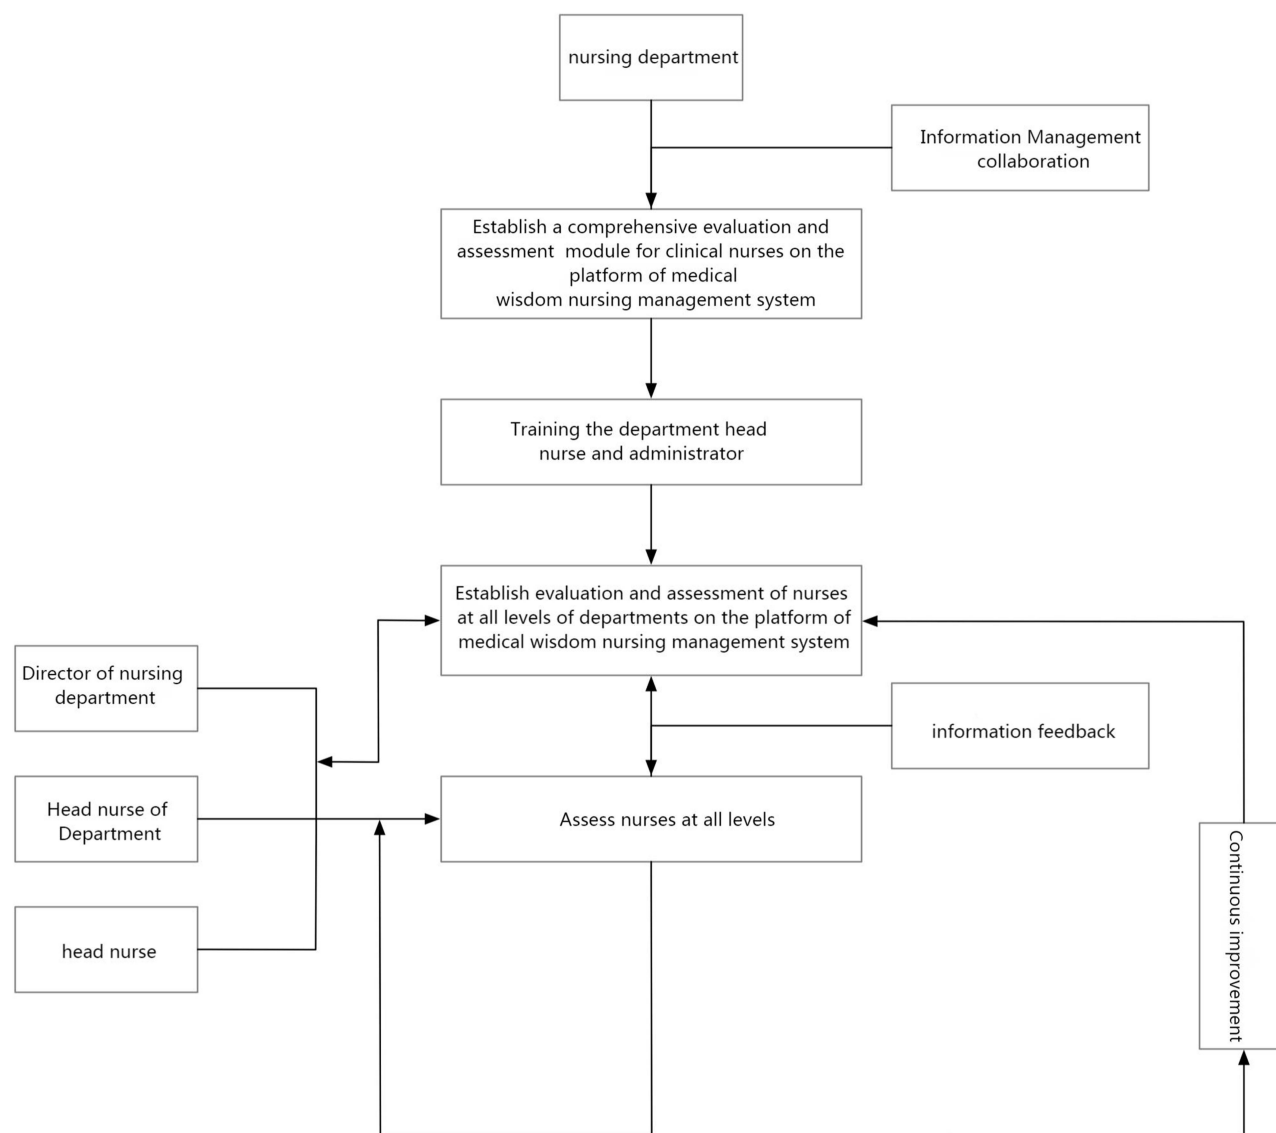 nursing department
Information Management
collaboration
Establish a comprehensive evaluation and
assessment module for clinical nurses on the
platform of medical
wisdom nursing management system
Training the department head
nurse and administrator
Establish evaluation and assessment of nurses
at all levels of departments on the platform of
medical wisdom nursing management system
Director of nursing
department
information feedback
Head nurse of
Department
Assess nurses at all levels
Continuous improvement
head nurse